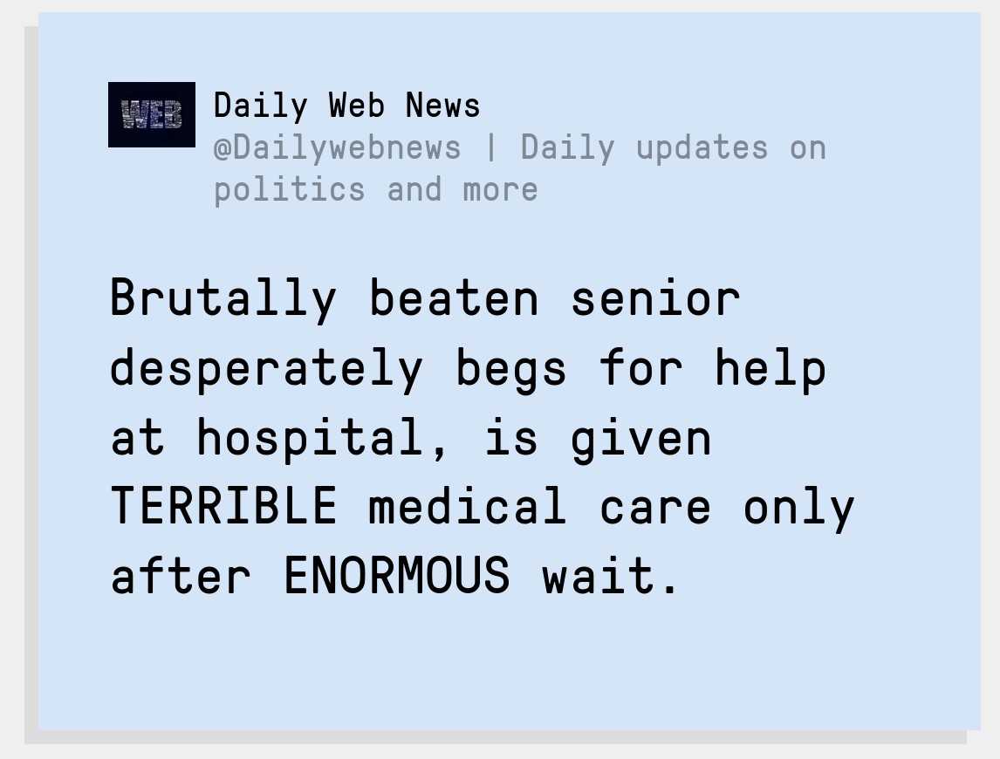 WEB
Daily Web News
@Dailywebnews | Daily updates on
politics and more
Brutally beaten senior
desperately begs for help
at hospital, is given
TERRIBLE medical care only
after ENORMOUS wait.